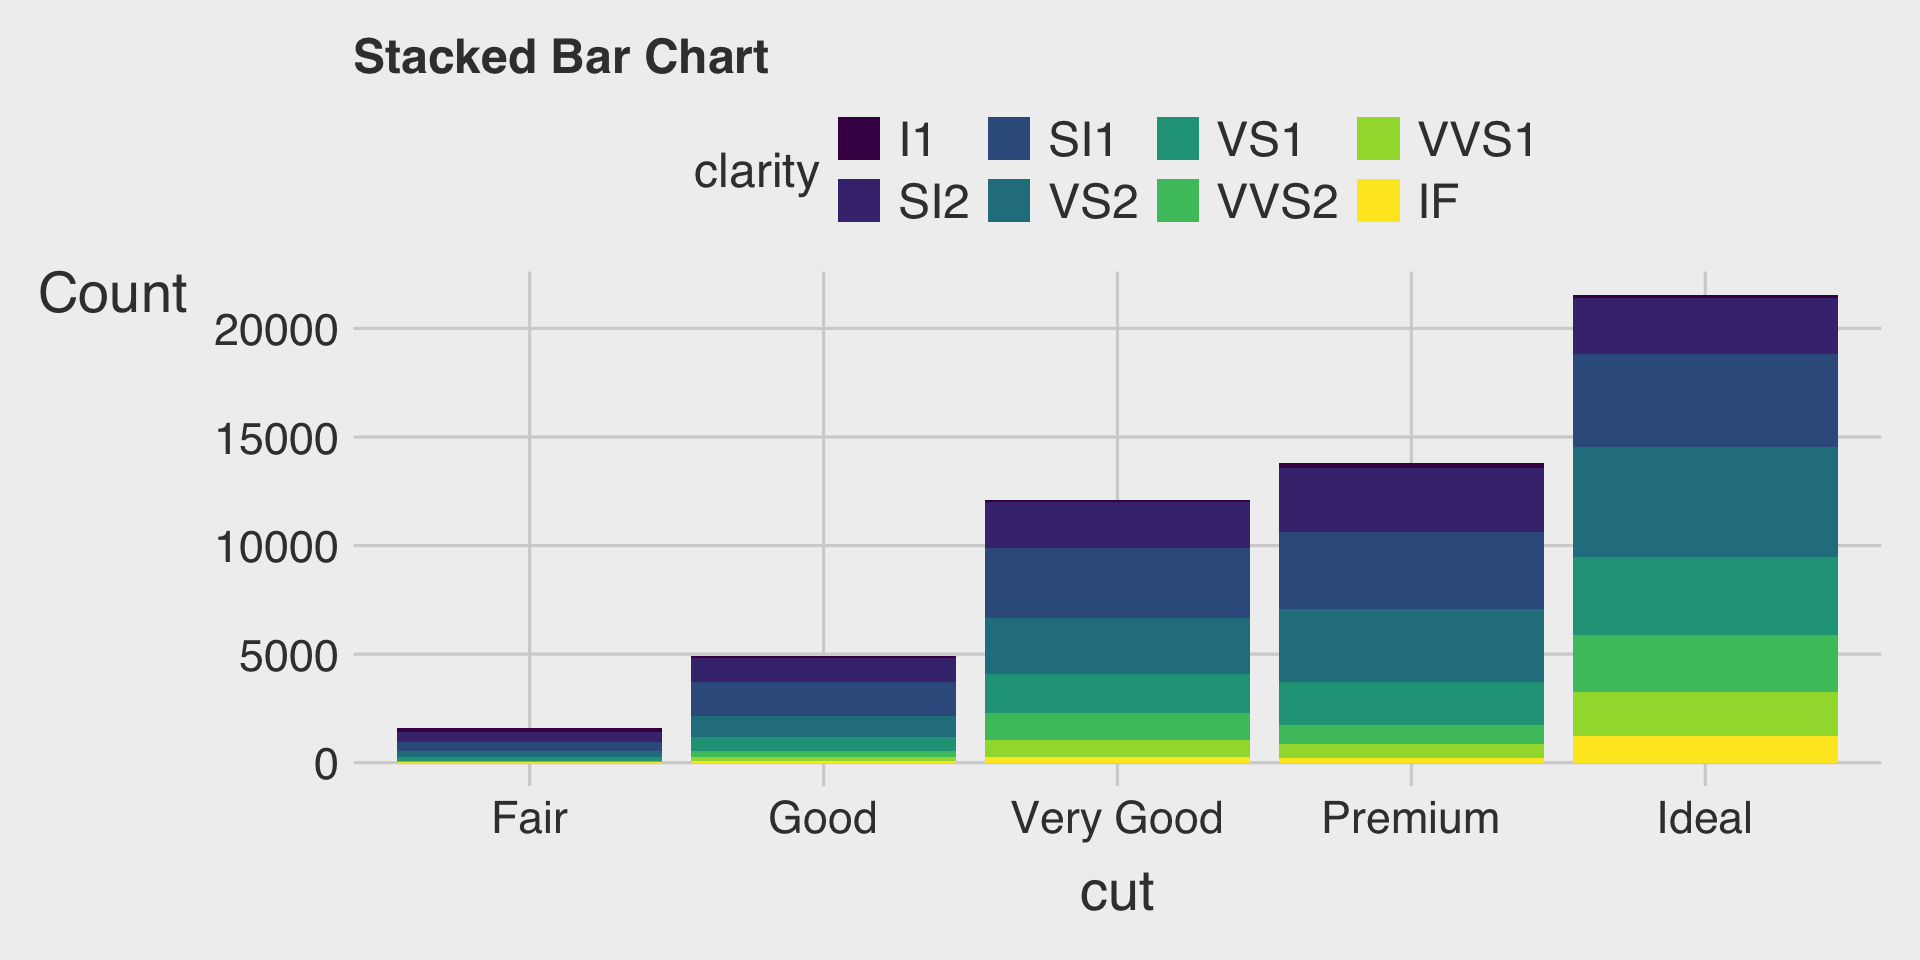 Stacked Bar Chart
clarity
I1 SI1 VS1 VVS1
SI2 VS2 VVS2 IF
Count
20000
15000
10000
5000
0
Fair Good Very Good Premium Ideal
cut